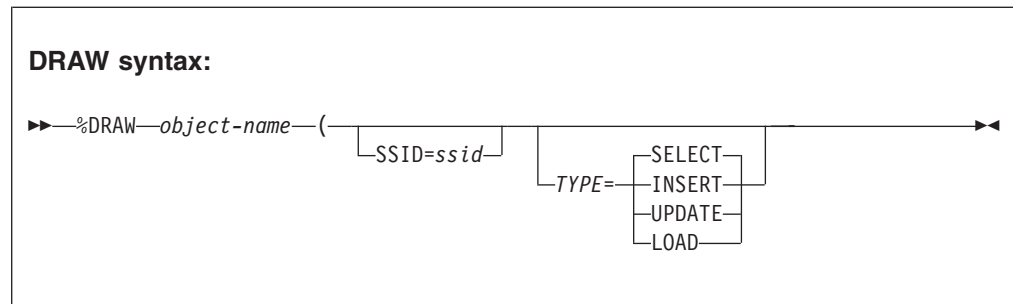 DRAW syntax:
%DRAW object-name (
SSID=ssid
TYPE=
SELECT
INSERT
UPDATE
LOAD